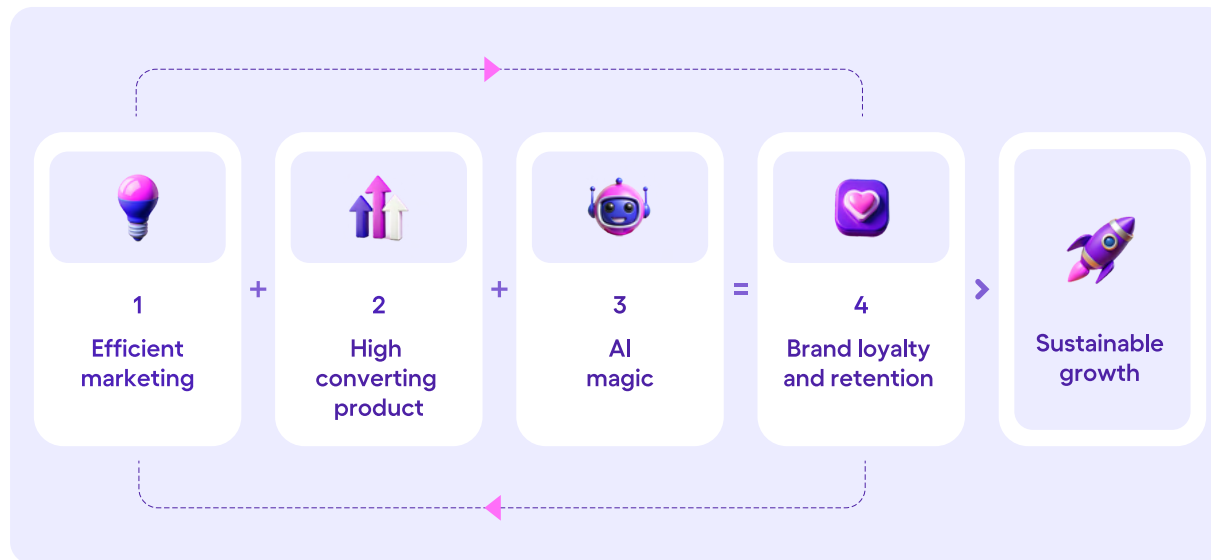 1
Efficient
marketing
+
2
High
converting
product
+
3
AI
magic
=
4
Brand loyalty
and retention
>
Sustainable
growth